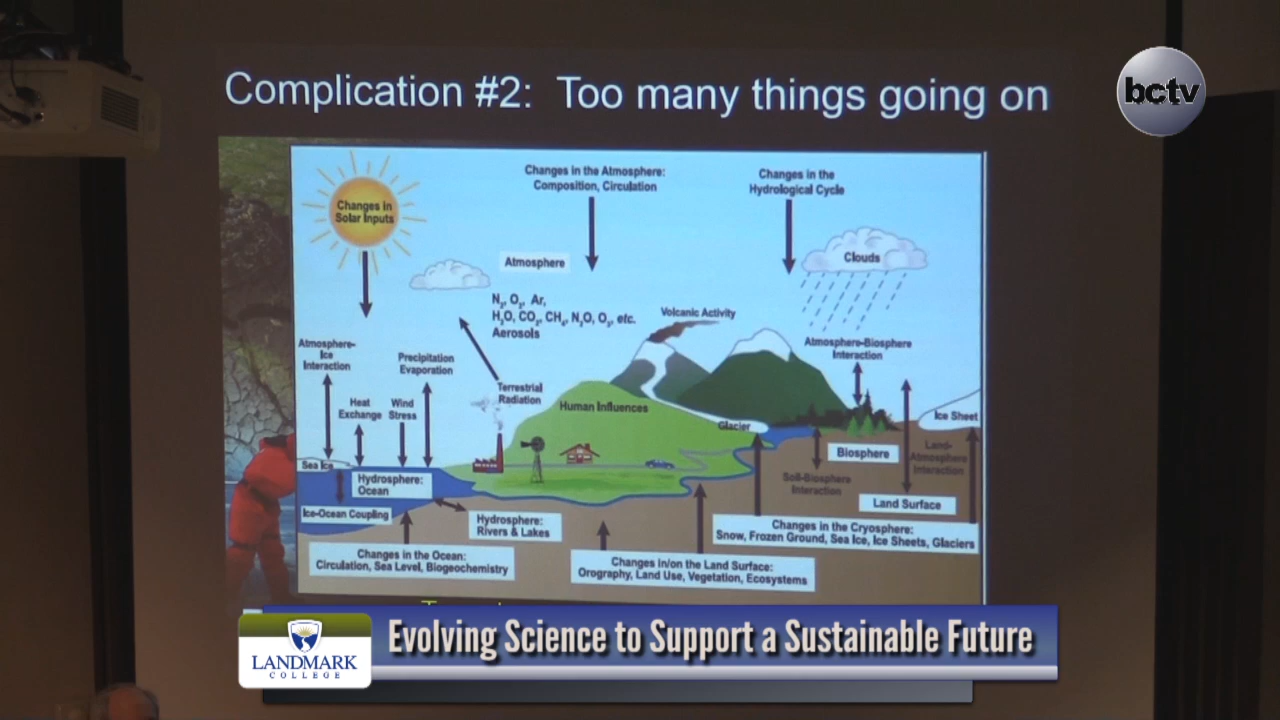 Complication #2: Too many things going on
bctv
Changes in
Solar Inputs
Changes in the Atmosphere:
Composition, Circulation
Changes in the
Hydrological Cycle
Clouds
Atmosphere
N₂, O₂, Ar,
H₂O, CO₂, CH₄, N₂O, O₃, etc.
Aerosols
Volcanic Activity
Atmosphere-
Ice
Interaction
Precipitation
Evaporation
Atmosphere-Biosphere
Interaction
Heat
Exchange
Wind
Stress
Terrestrial
Radiation
Human Influences
Glacier
Ice Sheet
Land-
Atmosphere
Interaction
Biosphere
Soil-Biosphere
Interaction
Land Surface
Sea Ice
Hydrosphere:
Ocean
Ice-Ocean Coupling
Hydrosphere:
Rivers & Lakes
Changes in the Cryosphere:
Snow, Frozen Ground, Sea Ice, Ice Sheets, Glaciers
Changes in the Ocean:
Circulation, Sea Level, Biogeochemistry
Changes in/on the Land Surface:
Orography, Land Use, Vegetation, Ecosystems
LANDMARK
COLLEGE
Evolving Science to Support a Sustainable Future